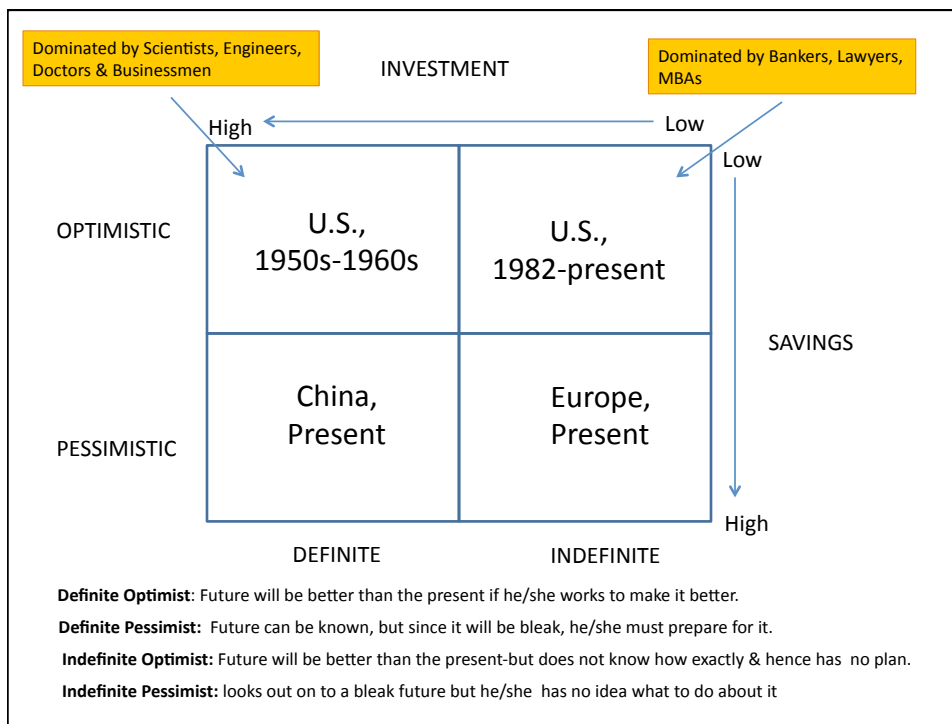 Dominated by Scientists, Engineers,
Doctors & Businessmen
INVESTMENT
Dominated by Bankers, Lawyers,
MBAs
High
Low
Low
OPTIMISTIC
U.S.,
1950s-1960s
U.S.,
1982-present
SAVINGS
PESSIMISTIC
China,
Present
Europe,
Present
High
DEFINITE
INDEFINITE
Definite Optimist: Future will be better than the present if he/she works to make it better.
Definite Pessimist: Future can be known, but since it will be bleak, he/she must prepare for it.
Indefinite Optimist: Future will be better than the present-but does not know how exactly & hence has no plan.
Indefinite Pessimist: looks out on to a bleak future but he/she has no idea what to do about it